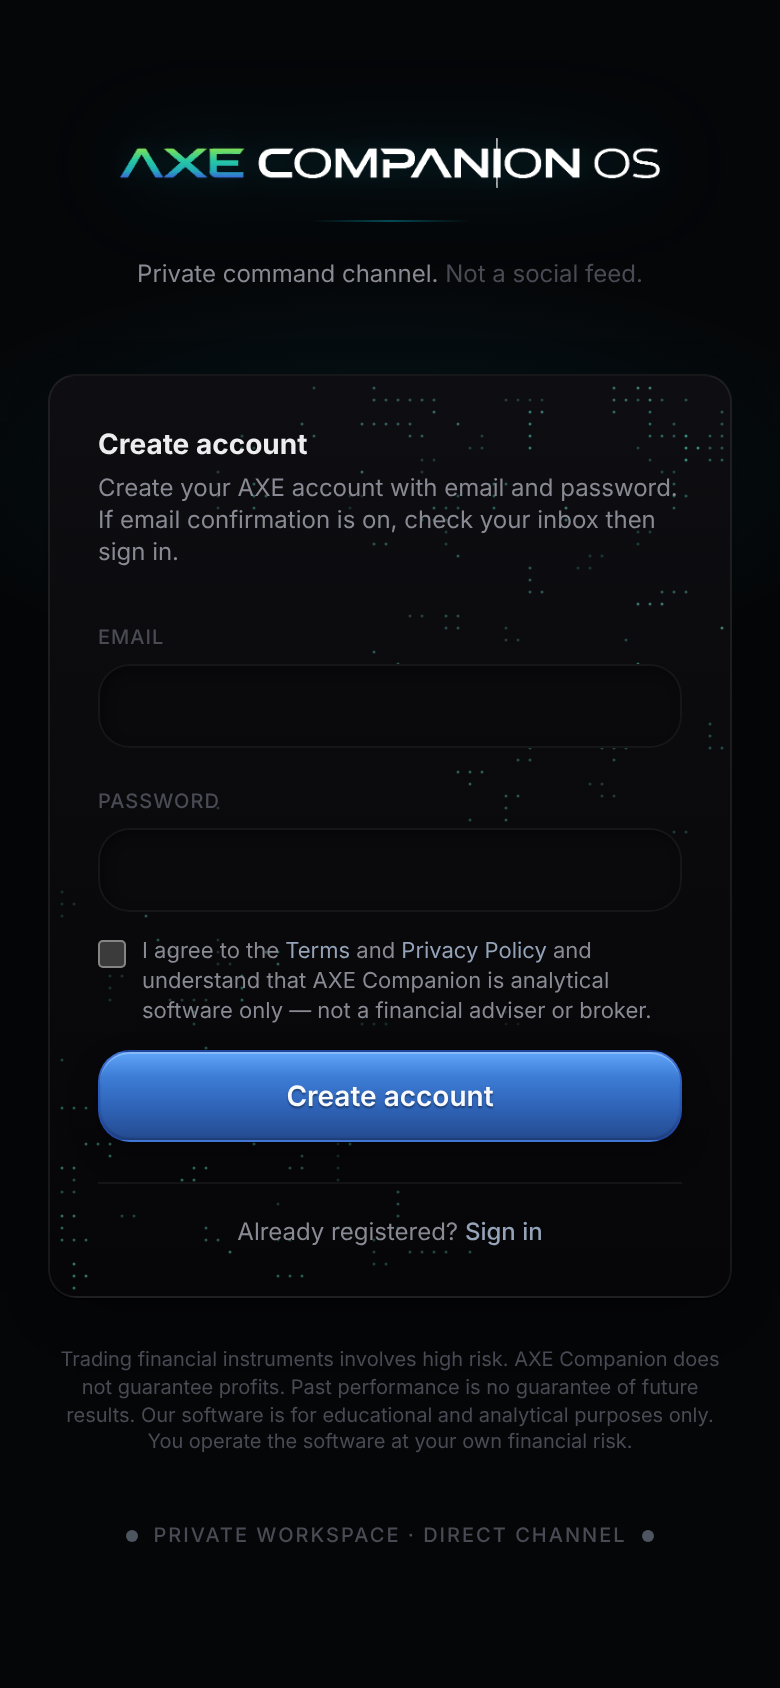 AXE COMPANION OS
Private command channel. Not a social feed.
Create account
Create your AXE account with email and password.
If email confirmation is on, check your inbox then
sign in.
EMAIL
PASSWORD
I agree to the Terms and Privacy Policy and
understand that AXE Companion is analytical
software only — not a financial adviser or broker.
Create account
Already registered? Sign in
Trading financial instruments involves high risk. AXE Companion does
not guarantee profits. Past performance is no guarantee of future
results. Our software is for educational and analytical purposes only.
You operate the software at your own financial risk.
PRIVATE WORKSPACE · DIRECT CHANNEL